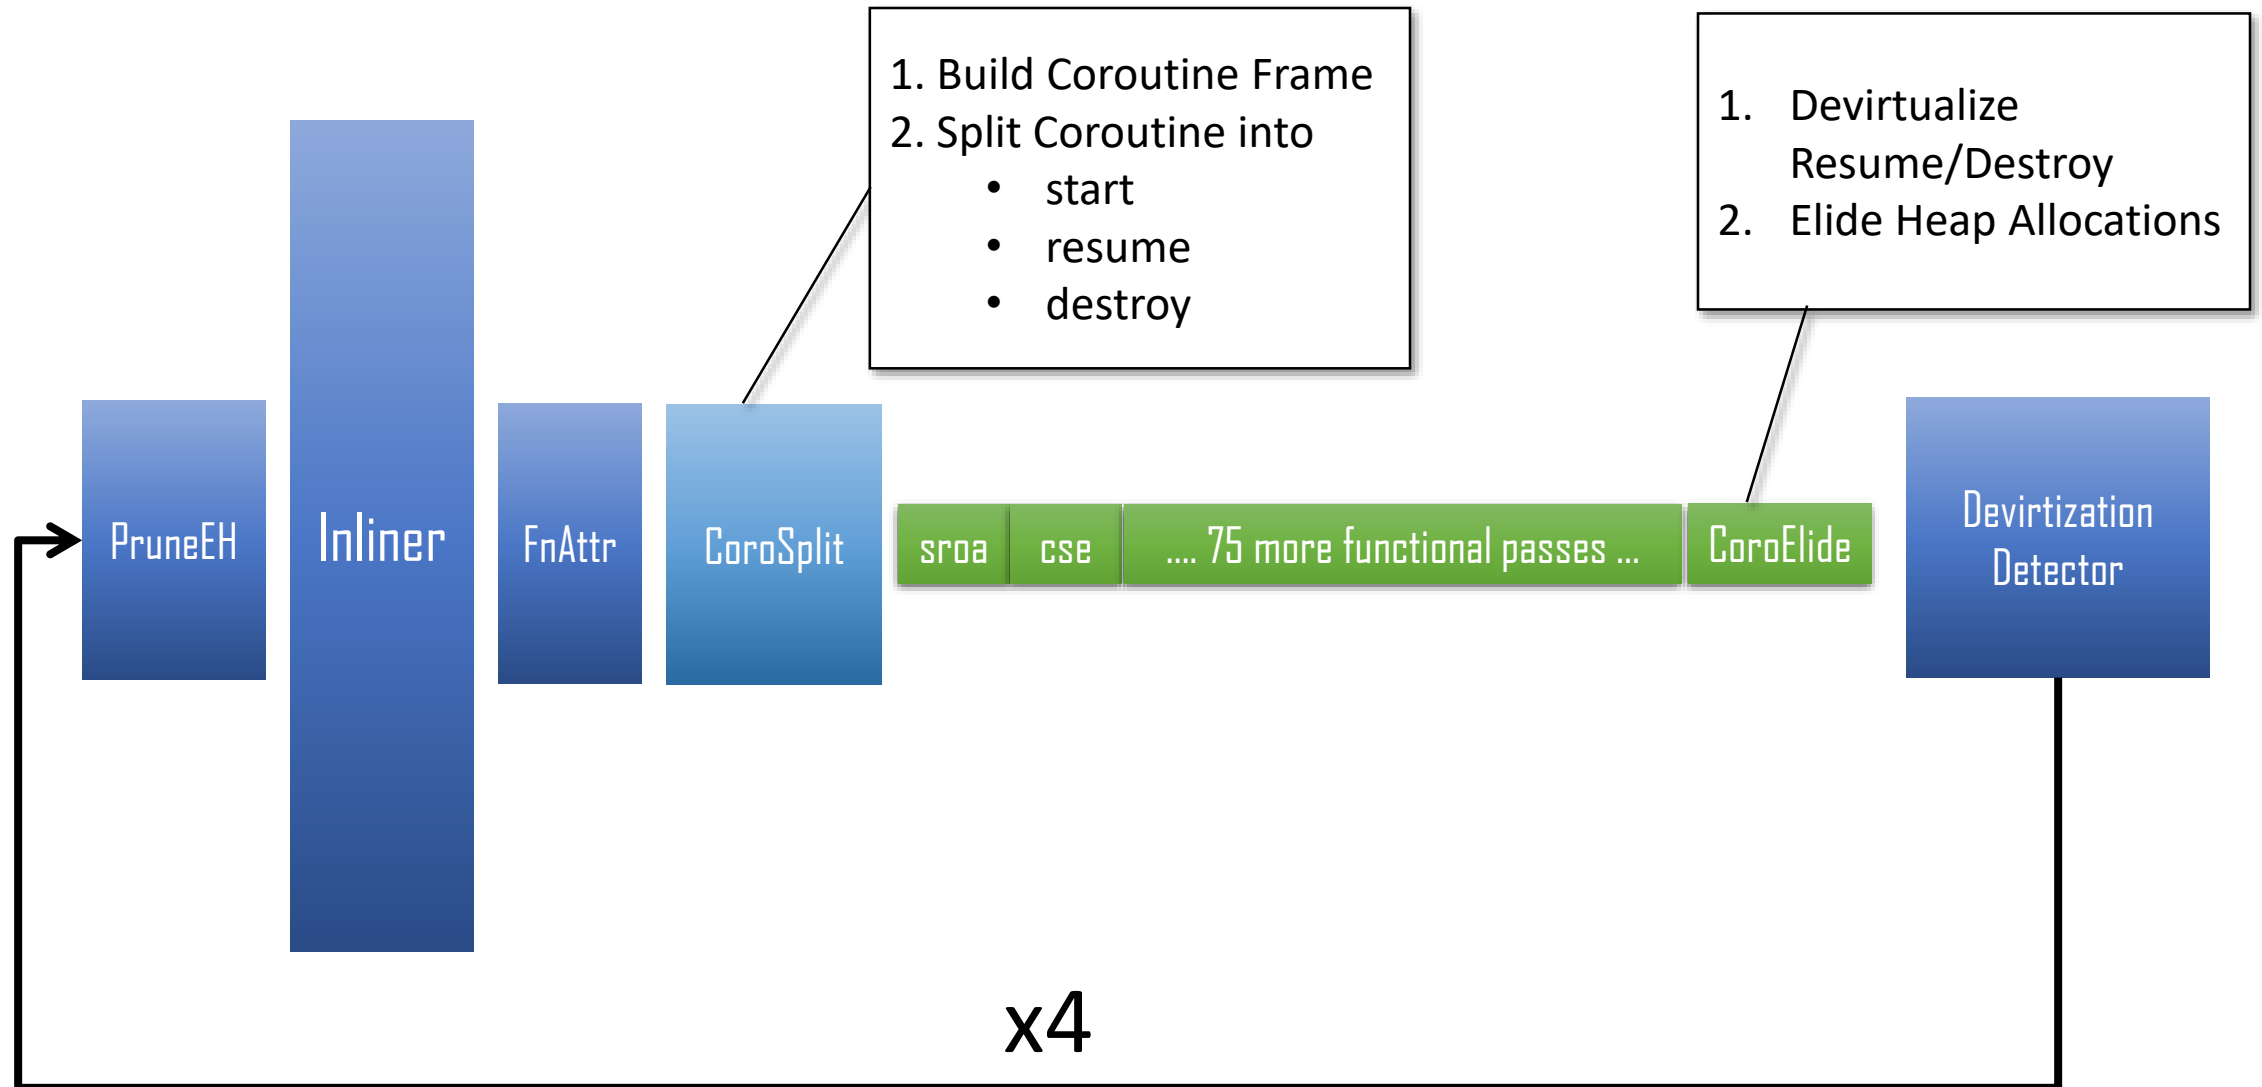 1. Build Coroutine Frame
2. Split Coroutine into
• start
• resume
• destroy
1. Devirtualize
Resume/Destroy
2. Elide Heap Allocations
PruneEH
Inliner
FnAttr
CoroSplit
sroa
cse
.... 75 more functional passes ...
CoroElide
Devirtization
Detector
x4